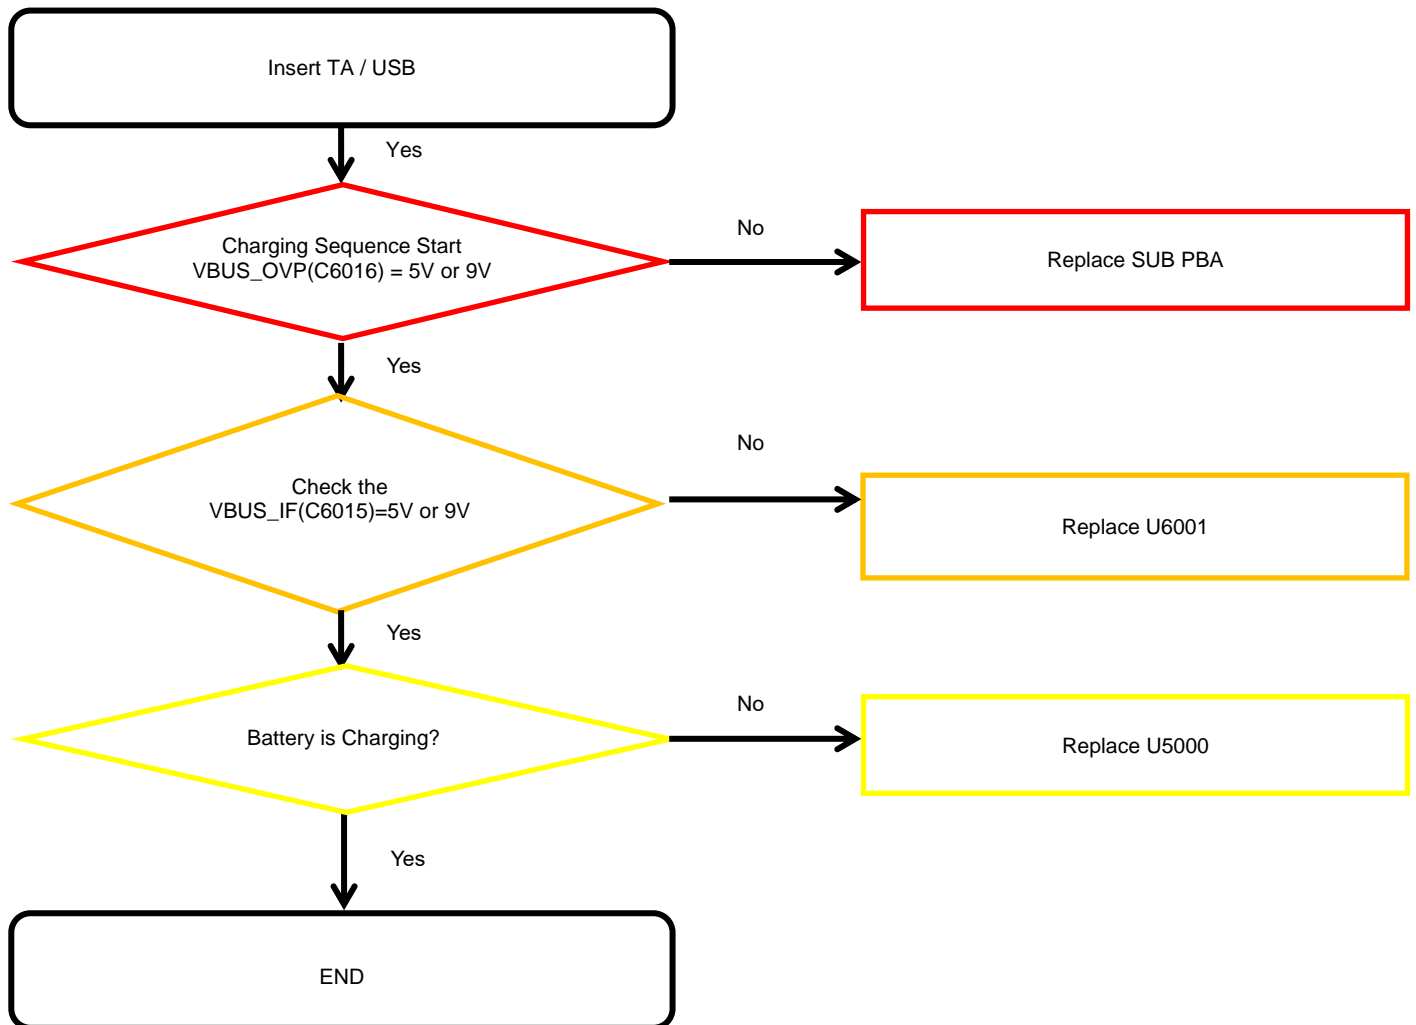 Insert TA / USB
Yes
Charging Sequence Start
VBUS_OVP(C6016) = 5V or 9V
No
Replace SUB PBA
Yes
Check the
VBUS_IF(C6015)=5V or 9V
No
Replace U6001
Yes
Battery is Charging?
No
Replace U5000
Yes
END